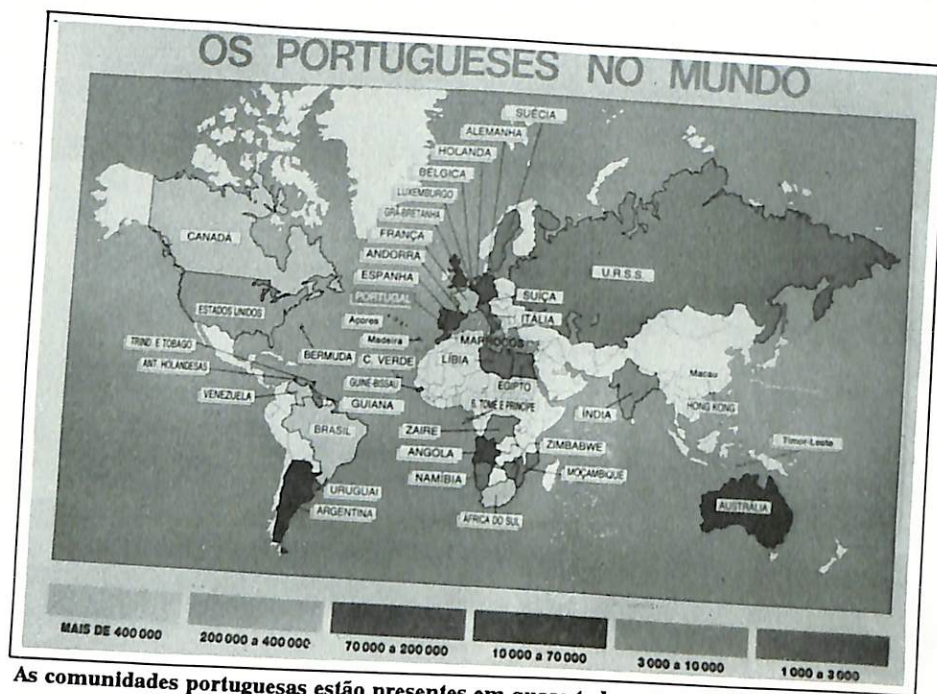 OS PORTUGUESES NO MUNDO
SUÉCIA
ALEMANHA
HOLANDA
BÉLGICA
LUXEMBURGO
GRÃ-BRETANHA
FRANÇA
ANDORRA
ESPANHA
PORTUGAL
Açores
Madeira
CANADÁ
ESTADOS UNIDOS
BERMUDA
TRIND. E TOBAGO
ANT. HOLANDESAS
VENEZUELA
GUIANA
BRASIL
URUGUAI
ARGENTINA
U.R.S.S.
SUÍÇA
ITÁLIA
MARROCOS
C. VERDE
LÍBIA
GUINÉ-BISSAU
EGIPTO
S. TOMÉ E PRÍNCIPE
ZAIRE
ANGOLA
NAMÍBIA
ZIMBABWE
MOÇAMBIQUE
ÁFRICA DO SUL
ÍNDIA
Macau
HONG KONG
Timor-Leste
AUSTRÁLIA
MAIS DE 400 000
200 000 a 400 000
70 000 a 200 000
10 000 a 70 000
3 000 a 10 000
1 000 a 3 000
As comunidades portuguesas estão presentes em